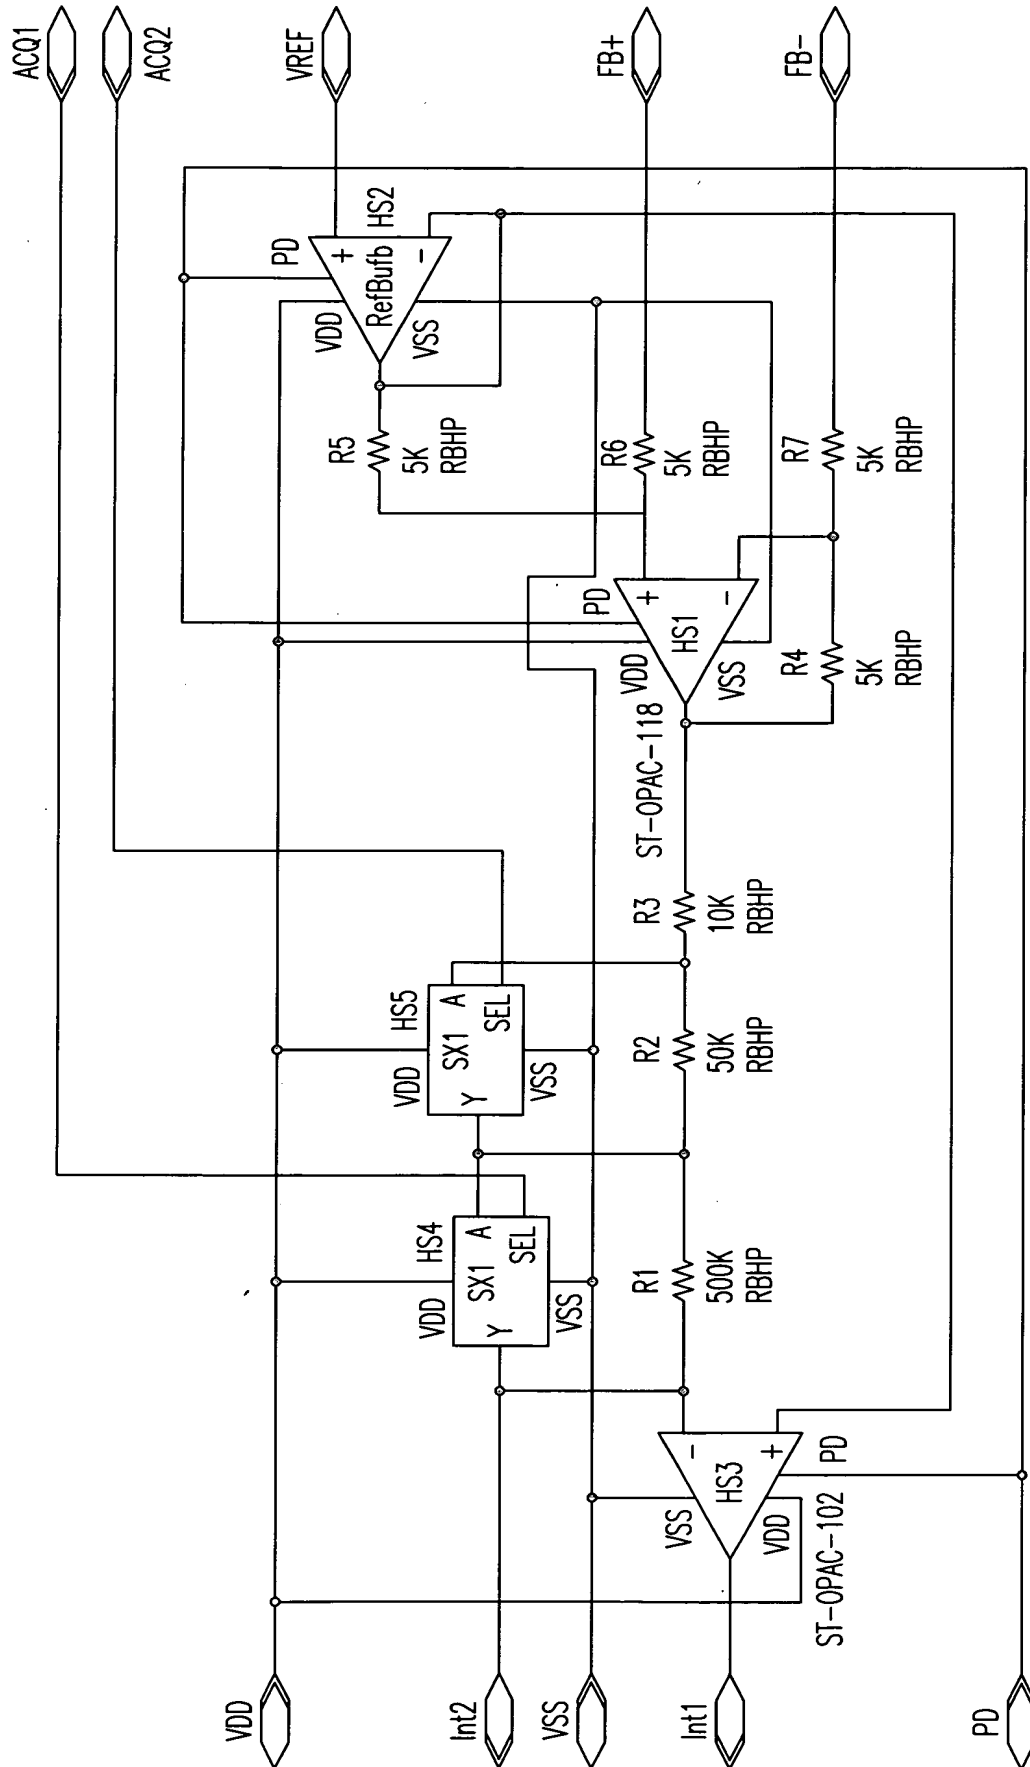 ACQ1
ACQ2
VREF
FB+
FB-
PD
HS2
+
-
RefBufb
VDD
VSS
R5
5K
RBHP
R6
5K
RBHP
R7
5K
RBHP
PD
+
-
HS1
VDD
VSS
ST-OPAC-118
R4
5K
RBHP
R3
10K
RBHP
HS5
A
SEL
SX1
Y
VDD
VSS
R2
50K
RBHP
HS4
A
SEL
SX1
Y
VDD
VSS
R1
500K
RBHP
-
+
HS3
PD
VSS
VDD
ST-OPAC-102
VDD
Int2
VSS
Int1
PD